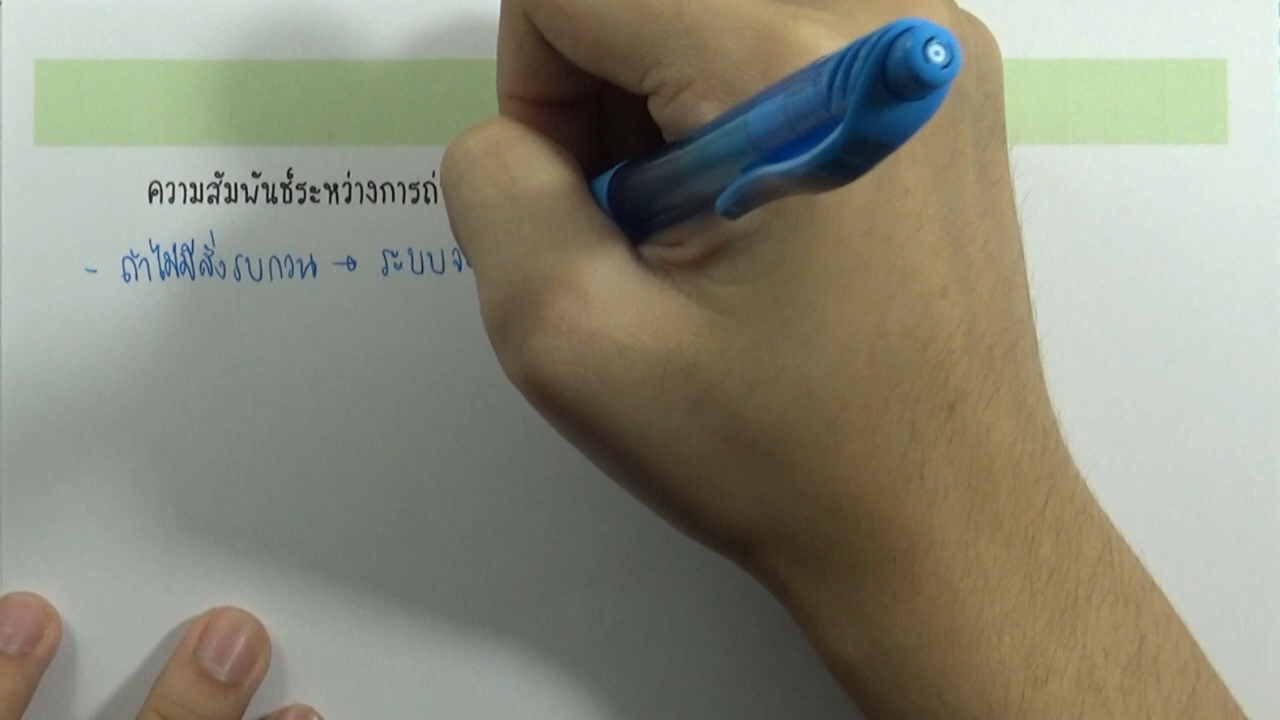 ความสัมพันธ์ระหว่างการถ่
- ถ้าไม่มีสิ่งรบกวน → ระบบจะ